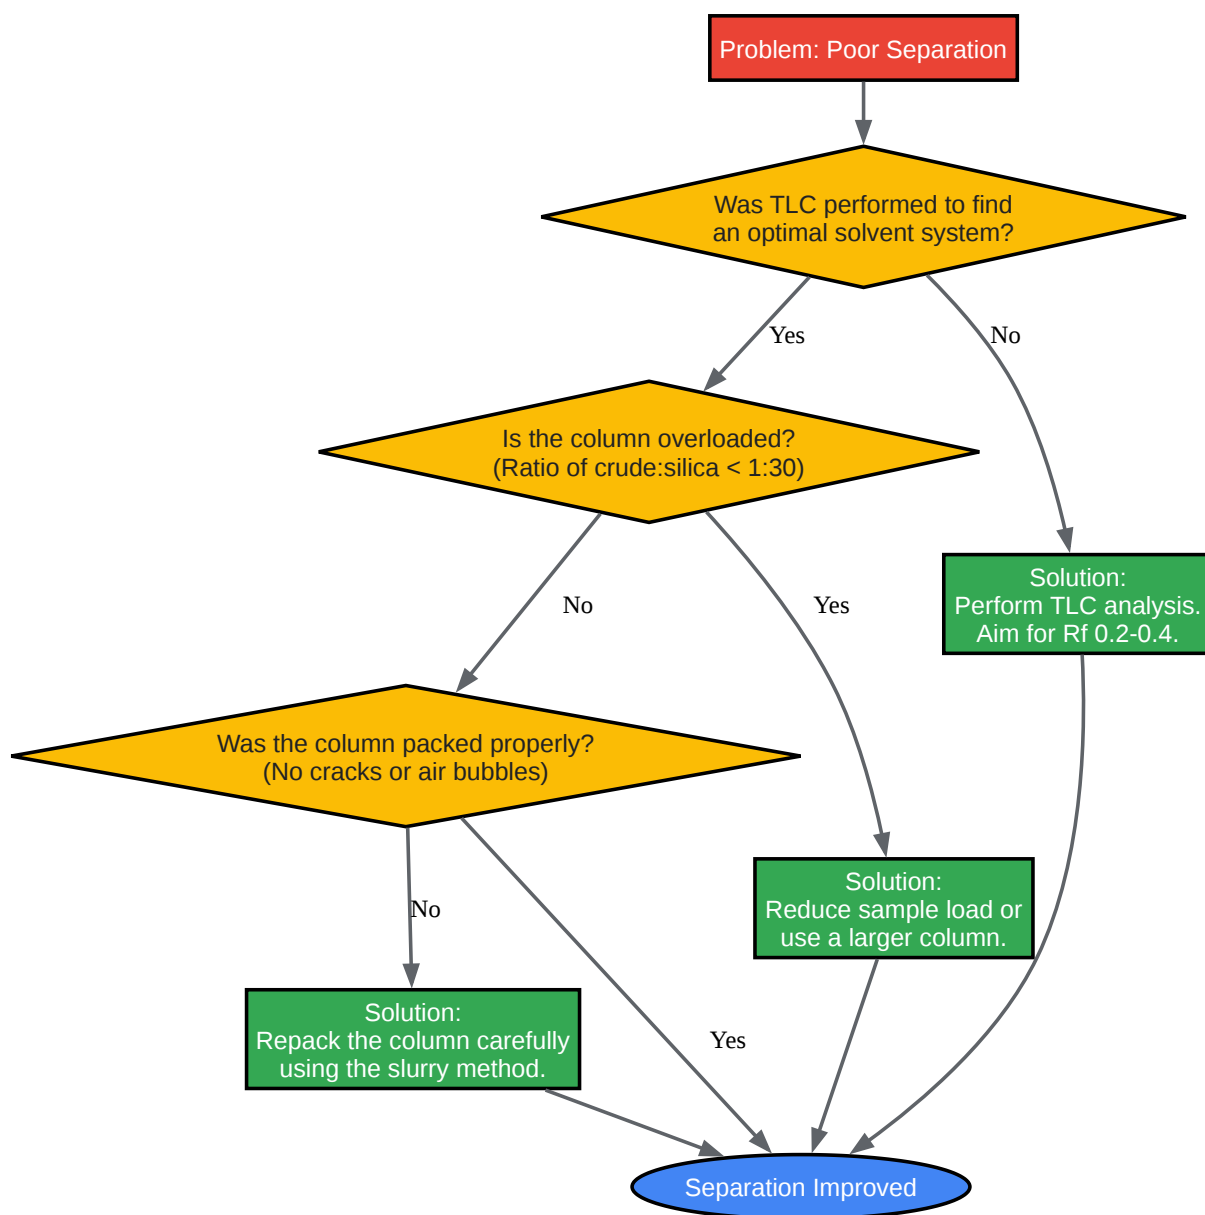 Problem: Poor Separation
Was TLC performed to find
an optimal solvent system?
Yes
No
Is the column overloaded?
(Ratio of crude:silica < 1:30)
No
Yes
Solution:
Perform TLC analysis.
Aim for Rf 0.2-0.4.
Was the column packed properly?
(No cracks or air bubbles)
No
Yes
Solution:
Reduce sample load or
use a larger column.
Solution:
Repack the column carefully
using the slurry method.
Separation Improved